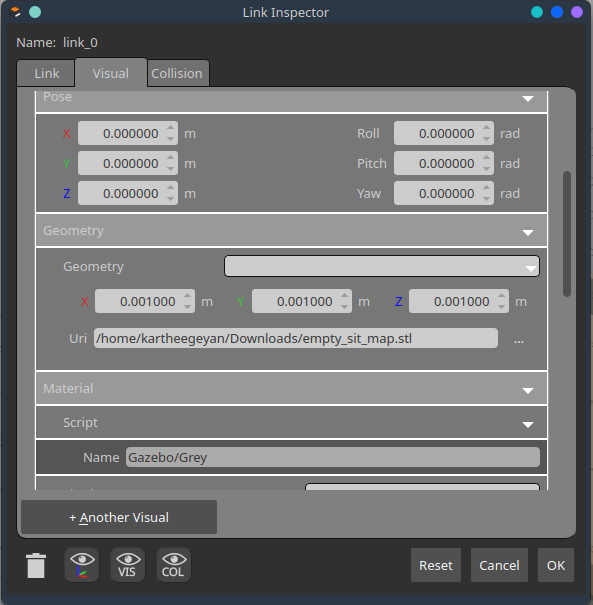 Link Inspector
Name: link_0
Link Visual Collision
Pose
X 0.000000 m Roll 0.000000 rad
Y 0.000000 m Pitch 0.000000 rad
Z 0.000000 m Yaw 0.000000 rad
Geometry
Geometry
X 0.001000 m Y 0.001000 m Z 0.001000 m
Uri /home/kartheegeyan/Downloads/empty_sit_map.stl ...
Material
Script
Name Gazebo/Grey
+ Another Visual
VIS COL Reset Cancel OK